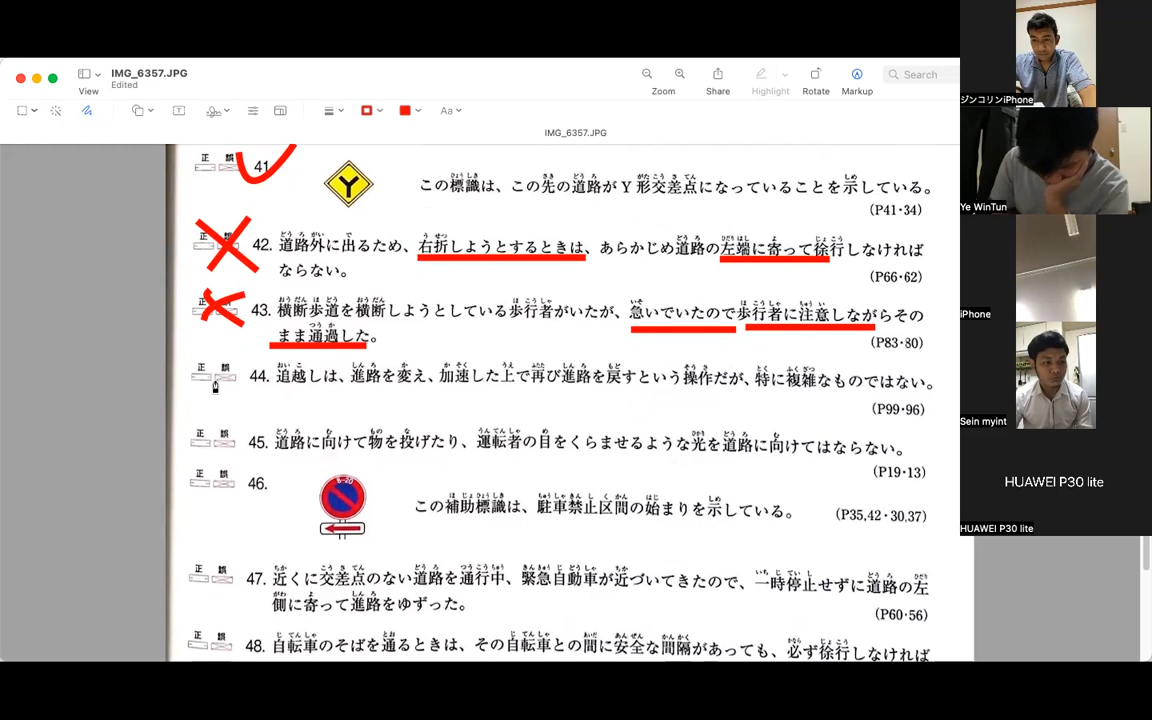 IMG_6357.JPG
Edited
View
Zoom
Share
Highlight
Rotate
Markup
Search
Aa
IMG_6357.JPG
正 誤
41
Y
この標識は、この先の道路がＹ形交差点になっていることを示している。
(P41・34)
正
42. 道路外に出るため、右折しようとするときは、あらかじめ道路の左端に寄って徐行しなければ
ならない。
(P66・62)
43. 横断歩道を横断しようとしている歩行者がいたが、急いでいたので歩行者に注意しながらその
まま通過した。
(P83・80)
正 誤
44. 追越しは、進路を変え、加速した上で再び進路を戻すという操作だが、特に複雑なものではない。
(P99・96)
正 誤
45. 道路に向けて物を投げたり、運転者の目をくらませるような光を道路に向けてはならない。
(P19・13)
正 誤
46.
8-20
この補助標識は、駐車禁止区間の始まりを示している。
(P35,42・30,37)
正 誤
47. 近くに交差点のない道路を通行中、緊急自動車が近づいてきたので、一時停止せずに道路の左
側に寄って進路をゆずった。
(P60・56)
正 誤
48. 自転車のそばを通るときは、その自転車との間に安全な間隔があっても、必ず徐行しなければ
ジンコリンiPhone
Ye WinTun
iPhone
Sein myint
HUAWEI P30 lite
HUAWEI P30 lite